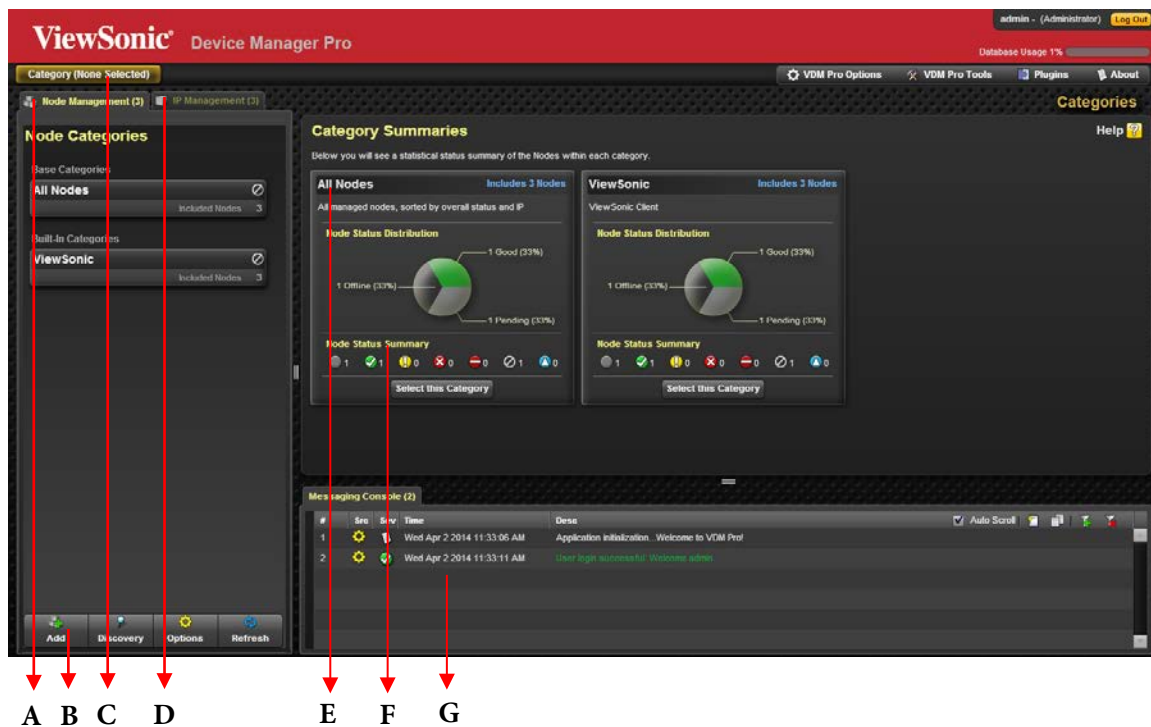 admin - (Administrator) Log Out
ViewSonic® Device Manager Pro
Database Usage 1%
Category (None Selected)
VDM Pro Options VDM Pro Tools Plugins About
Node Management (3) IP Management (3)
Categories
Node Categories
Base Categories
All Nodes
Included Nodes 3
Built-In Categories
ViewSonic
Included Nodes 3
Add Discovery Options Refresh
Category Summaries
Help
Below you will see a statistical status summary of the Nodes within each category.
All Nodes Includes 3 Nodes
All managed nodes, sorted by overall status and IP
Node Status Distribution
1 Good (33%)
1 Offline (33%)
1 Pending (33%)
Node Status Summary
1 1 0 0 0 1 0
Select this Category
ViewSonic Includes 3 Nodes
ViewSonic Client
Node Status Distribution
1 Good (33%)
1 Offline (33%)
1 Pending (33%)
Node Status Summary
1 1 0 0 0 1 0
Select this Category
Messaging Console (2)
# Src Sev Time Desc Auto Scroll
1 Wed Apr 2 2014 11:33:06 AM Application initialization...Welcome to VDM Pro!
2 Wed Apr 2 2014 11:33:11 AM User login successful: Welcome admin
A B C D E F G